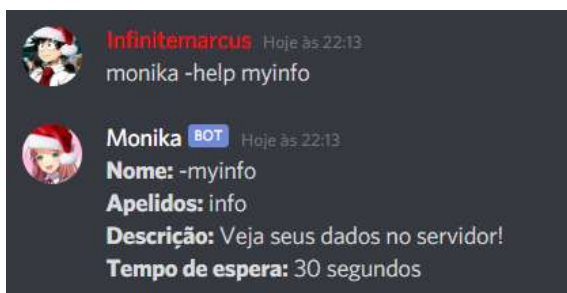 Infinitemarcus Hoje às 22:13
monika -help myinfo
Monika BOT Hoje às 22:13
Nome: -myinfo
Apelidos: info
Descrição: Veja seus dados no servidor!
Tempo de espera: 30 segundos